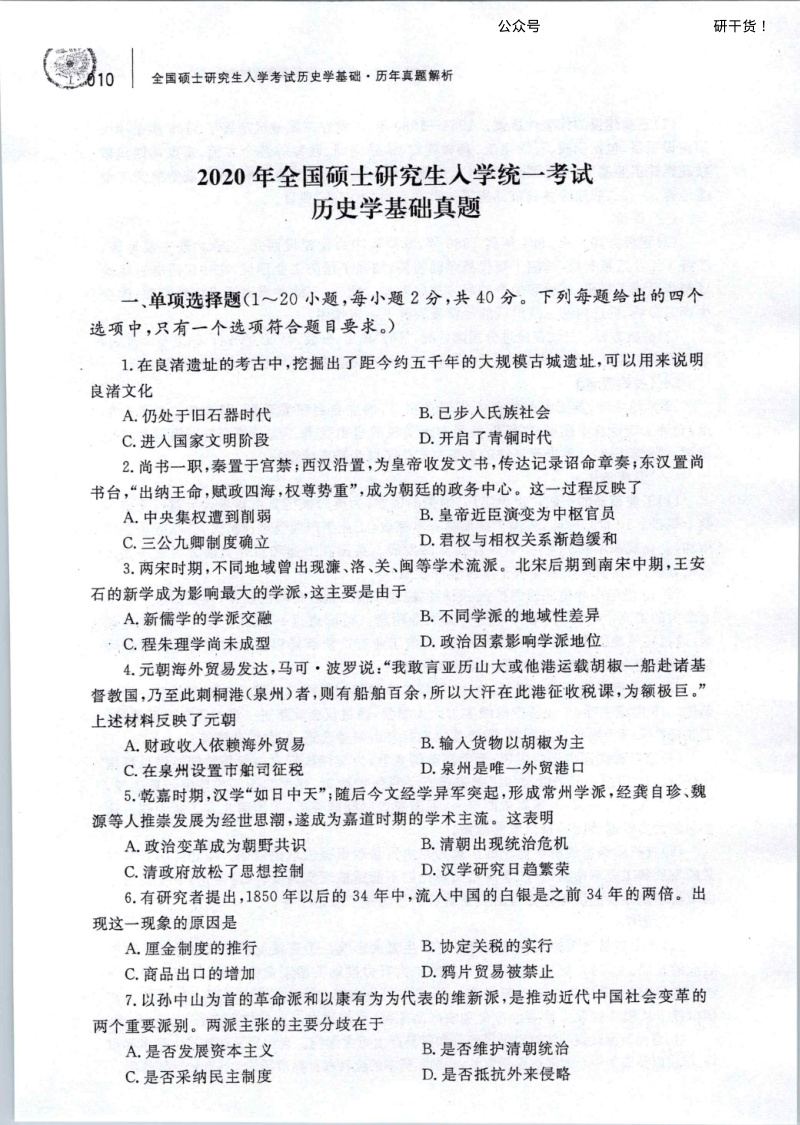 公众号 研干货！
010 全国硕士研究生入学考试历史学基础·历年真题解析
2020年全国硕士研究生入学统一考试
历史学基础真题
一、单项选择题(1～20小题,每小题2分,共40分。下列每题给出的四个
选项中,只有一个选项符合题目要求。)
1.在良渚遗址的考古中,挖掘出了距今约五千年的大规模古城遗址,可以用来说明
良渚文化
A.仍处于旧石器时代 B.已步人氏族社会
C.进入国家文明阶段 D.开启了青铜时代
2.尚书一职,秦置于宫禁;西汉沿置,为皇帝收发文书,传达记录诏命章奏;东汉置尚
书台,“出纳王命,赋政四海,权尊势重”,成为朝廷的政务中心。这一过程反映了
A.中央集权遭到削弱 B.皇帝近臣演变为中枢官员
C.三公九卿制度确立 D.君权与相权关系渐趋缓和
3.两宋时期,不同地域曾出现濂、洛、关、闽等学术流派。北宋后期到南宋中期,王安
石的新学成为影响最大的学派,这主要是由于
A.新儒学的学派交融 B.不同学派的地域性差异
C.程朱理学尚未成型 D.政治因素影响学派地位
4.元朝海外贸易发达,马可·波罗说:“我敢言亚历山大或他港运载胡椒一船赴诸基
督教国,乃至此刺桐港(泉州)者,则有船舶百余,所以大汗在此港征收税课,为额极巨。”
上述材料反映了元朝
A.财政收入依赖海外贸易 B.输人货物以胡椒为主
C.在泉州设置市舶司征税 D.泉州是唯一外贸港口
5.乾嘉时期,汉学“如日中天”;随后今文经学异军突起,形成常州学派,经龚自珍、魏
源等人推崇发展为经世思潮,遂成为嘉道时期的学术主流。这表明
A.政治变革成为朝野共识 B.清朝出现统治危机
C.清政府放松了思想控制 D.汉学研究日趋繁荣
6.有研究者提出,1850年以后的34年中,流人中国的白银是之前34年的两倍。出
现这一现象的原因是
A.厘金制度的推行 B.协定关税的实行
C.商品出口的增加 D.鸦片贸易被禁止
7.以孙中山为首的革命派和以康有为为代表的维新派,是推动近代中国社会变革的
两个重要派别。两派主张的主要分歧在于
A.是否发展资本主义 B.是否维护清朝统治
C.是否采纳民主制度 D.是否抵抗外来侵略